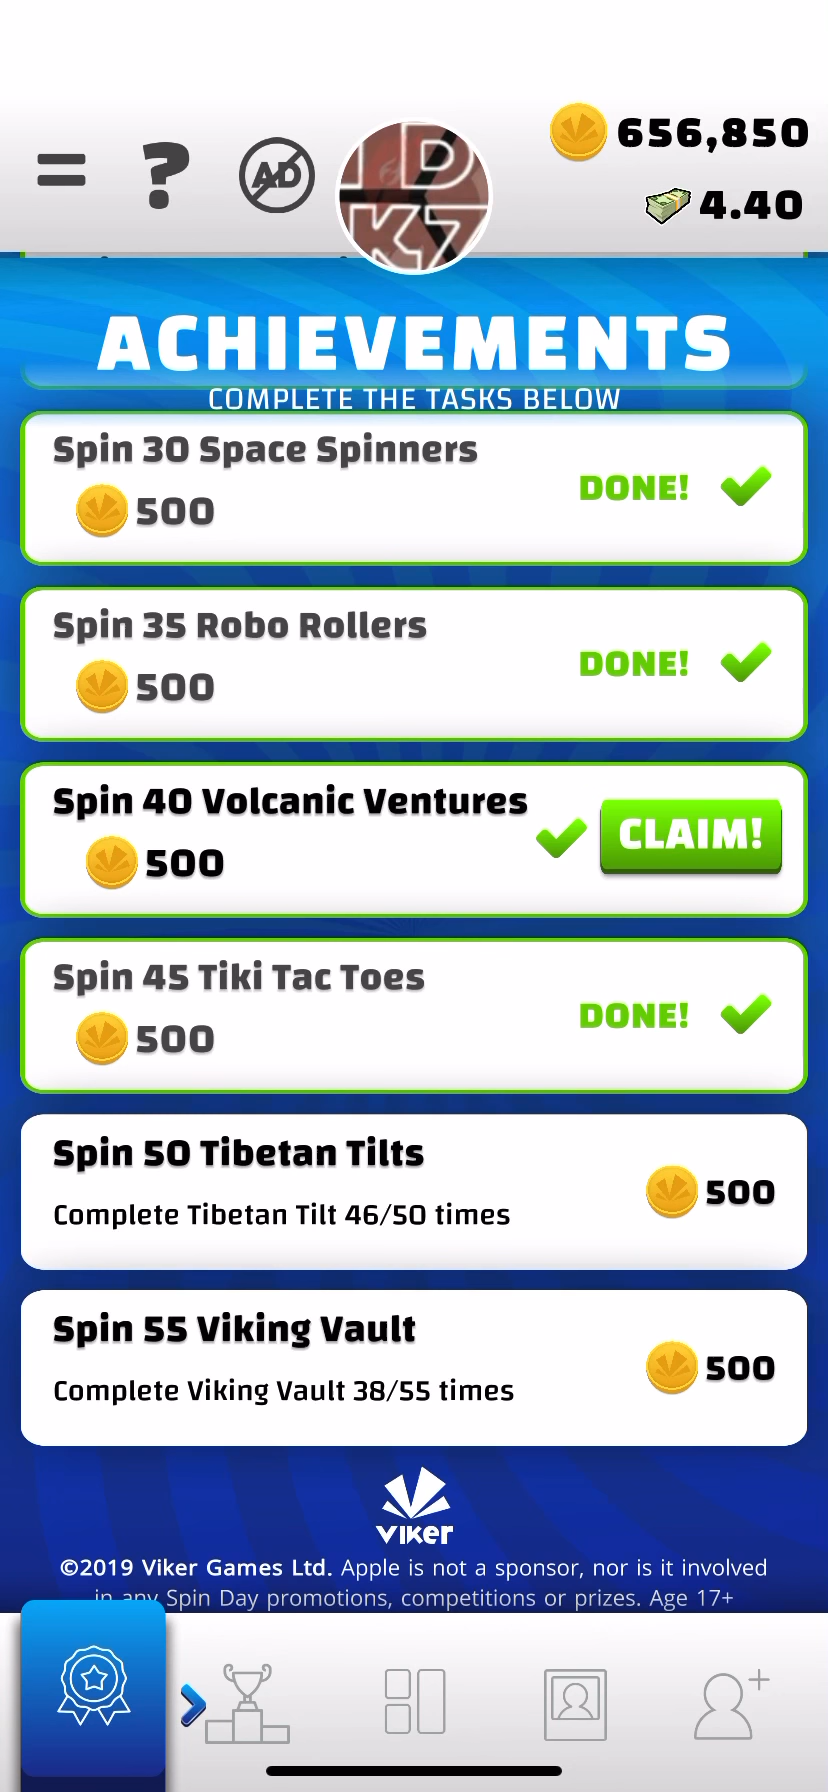 656,850
AD
4.40
ACHIEVEMENTS
COMPLETE THE TASKS BELOW
Spin 30 Space Spinners
500
DONE!
Spin 35 Robo Rollers
500
DONE!
Spin 40 Volcanic Ventures
500
CLAIM!
Spin 45 Tiki Tac Toes
500
DONE!
Spin 50 Tibetan Tilts
Complete Tibetan Tilt 46/50 times
500
Spin 55 Viking Vault
Complete Viking Vault 38/55 times
500
VIKer
©2019 Viker Games Ltd. Apple is not a sponsor, nor is it involved
in any Spin Day promotions, competitions or prizes. Age 17+